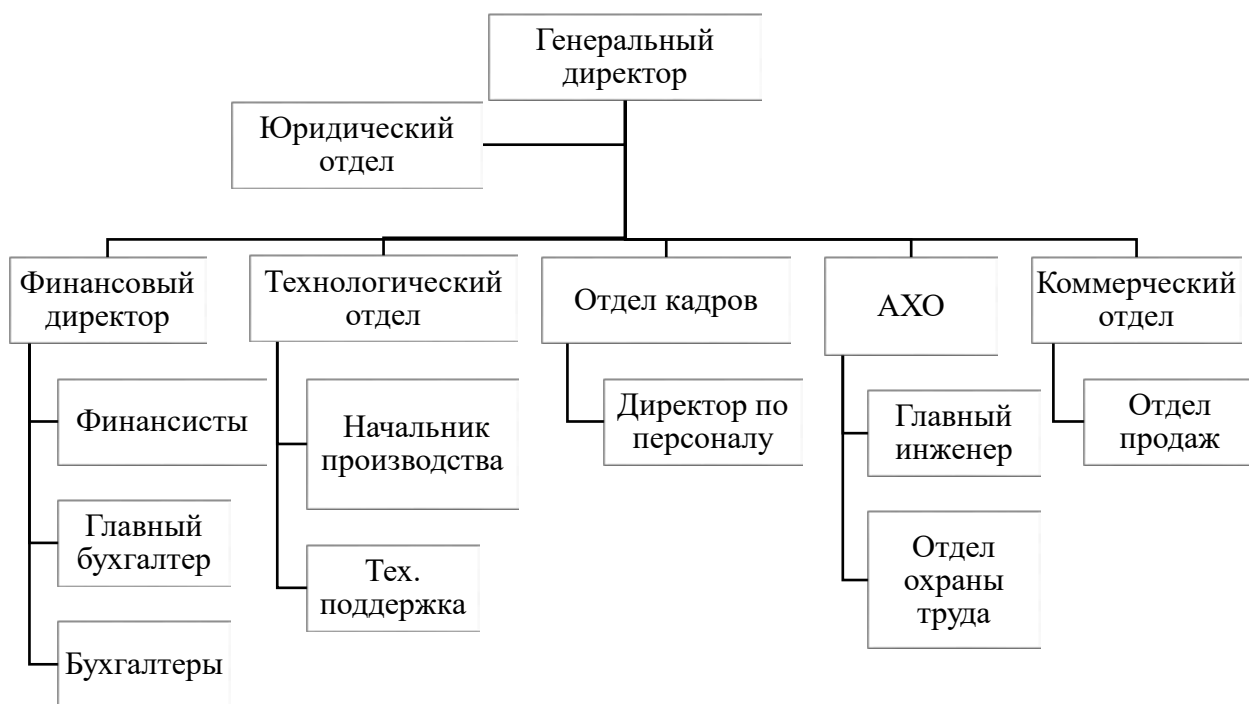 Генеральный
директор
Юридический
отдел
Финансовый
директор
Технологический
отдел
Отдел кадров
АХО
Коммерческий
отдел
Финансисты
Главный
бухгалтер
Бухгалтеры
Начальник
производства
Тех.
поддержка
Директор по
персоналу
Главный
инженер
Отдел
охраны
труда
Отдел
продаж